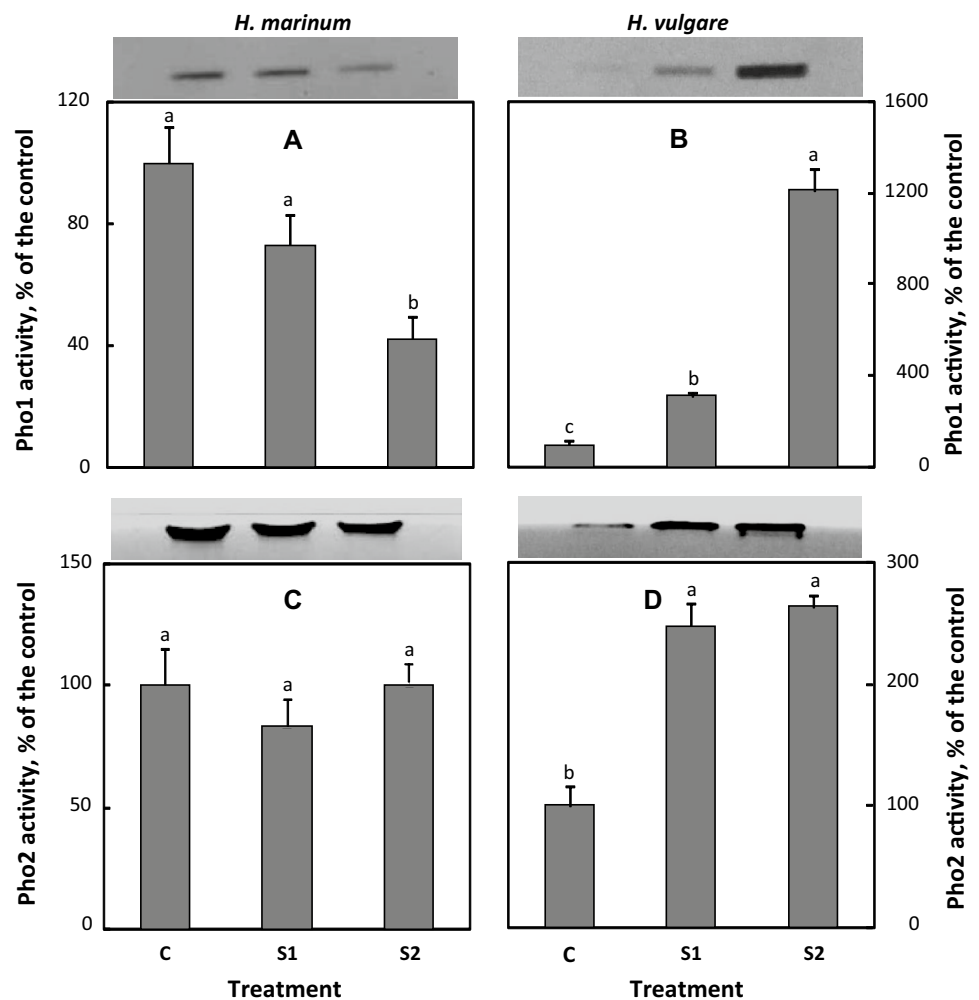 H. marinum
H. vulgare
Pho1 activity, % of the control
120
80
40
0
A
a
a
b
B
c
b
a
1600
1200
800
400
0
Pho1 activity, % of the control
Pho2 activity, % of the control
150
100
50
0
C
a
a
a
D
b
a
a
300
200
100
0
Pho2 activity, % of the control
C
S1
S2
C
S1
S2
Treatment
Treatment